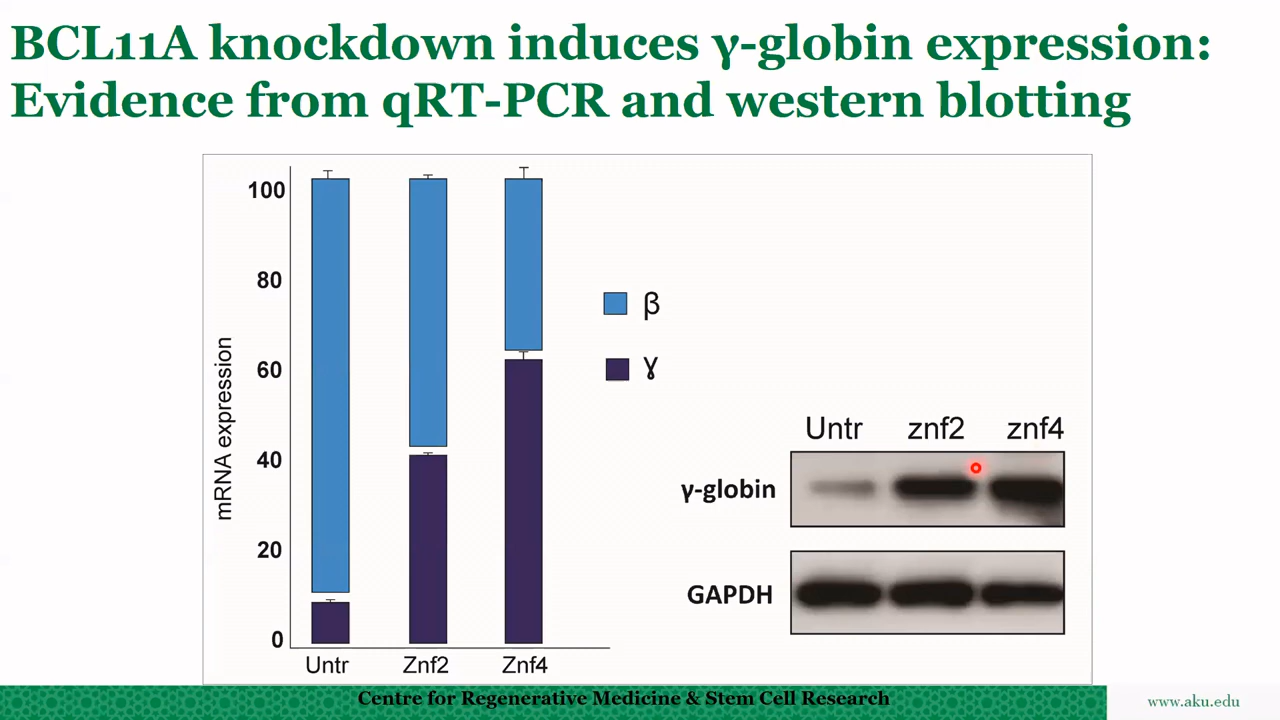 BCL11A knockdown induces γ-globin expression:
Evidence from qRT-PCR and western blotting
100
80
60
40
20
0
mRNA expression
Untr Znf2 Znf4
β
γ
Untr znf2 znf4
γ-globin
GAPDH
Centre for Regenerative Medicine & Stem Cell Research
www.aku.edu